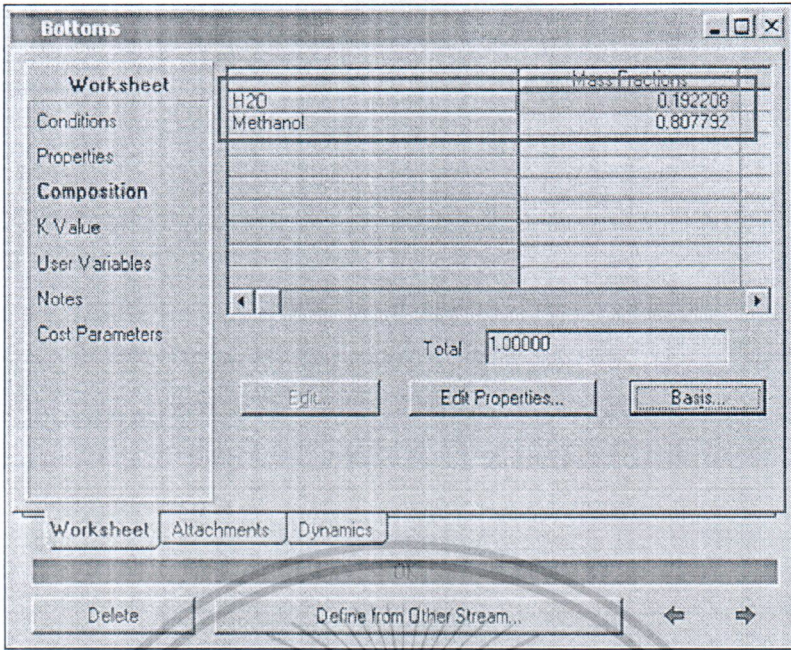 Bottoms
Worksheet
Conditions
Properties
Composition
K Value
User Variables
Notes
Cost Parameters
Mass Fractions
H2O 0.192208
Methanol 0.807792
Total 1.00000
Edit... Edit Properties... Basis...
Worksheet Attachments Dynamics
OK
Delete Define from Other Stream...